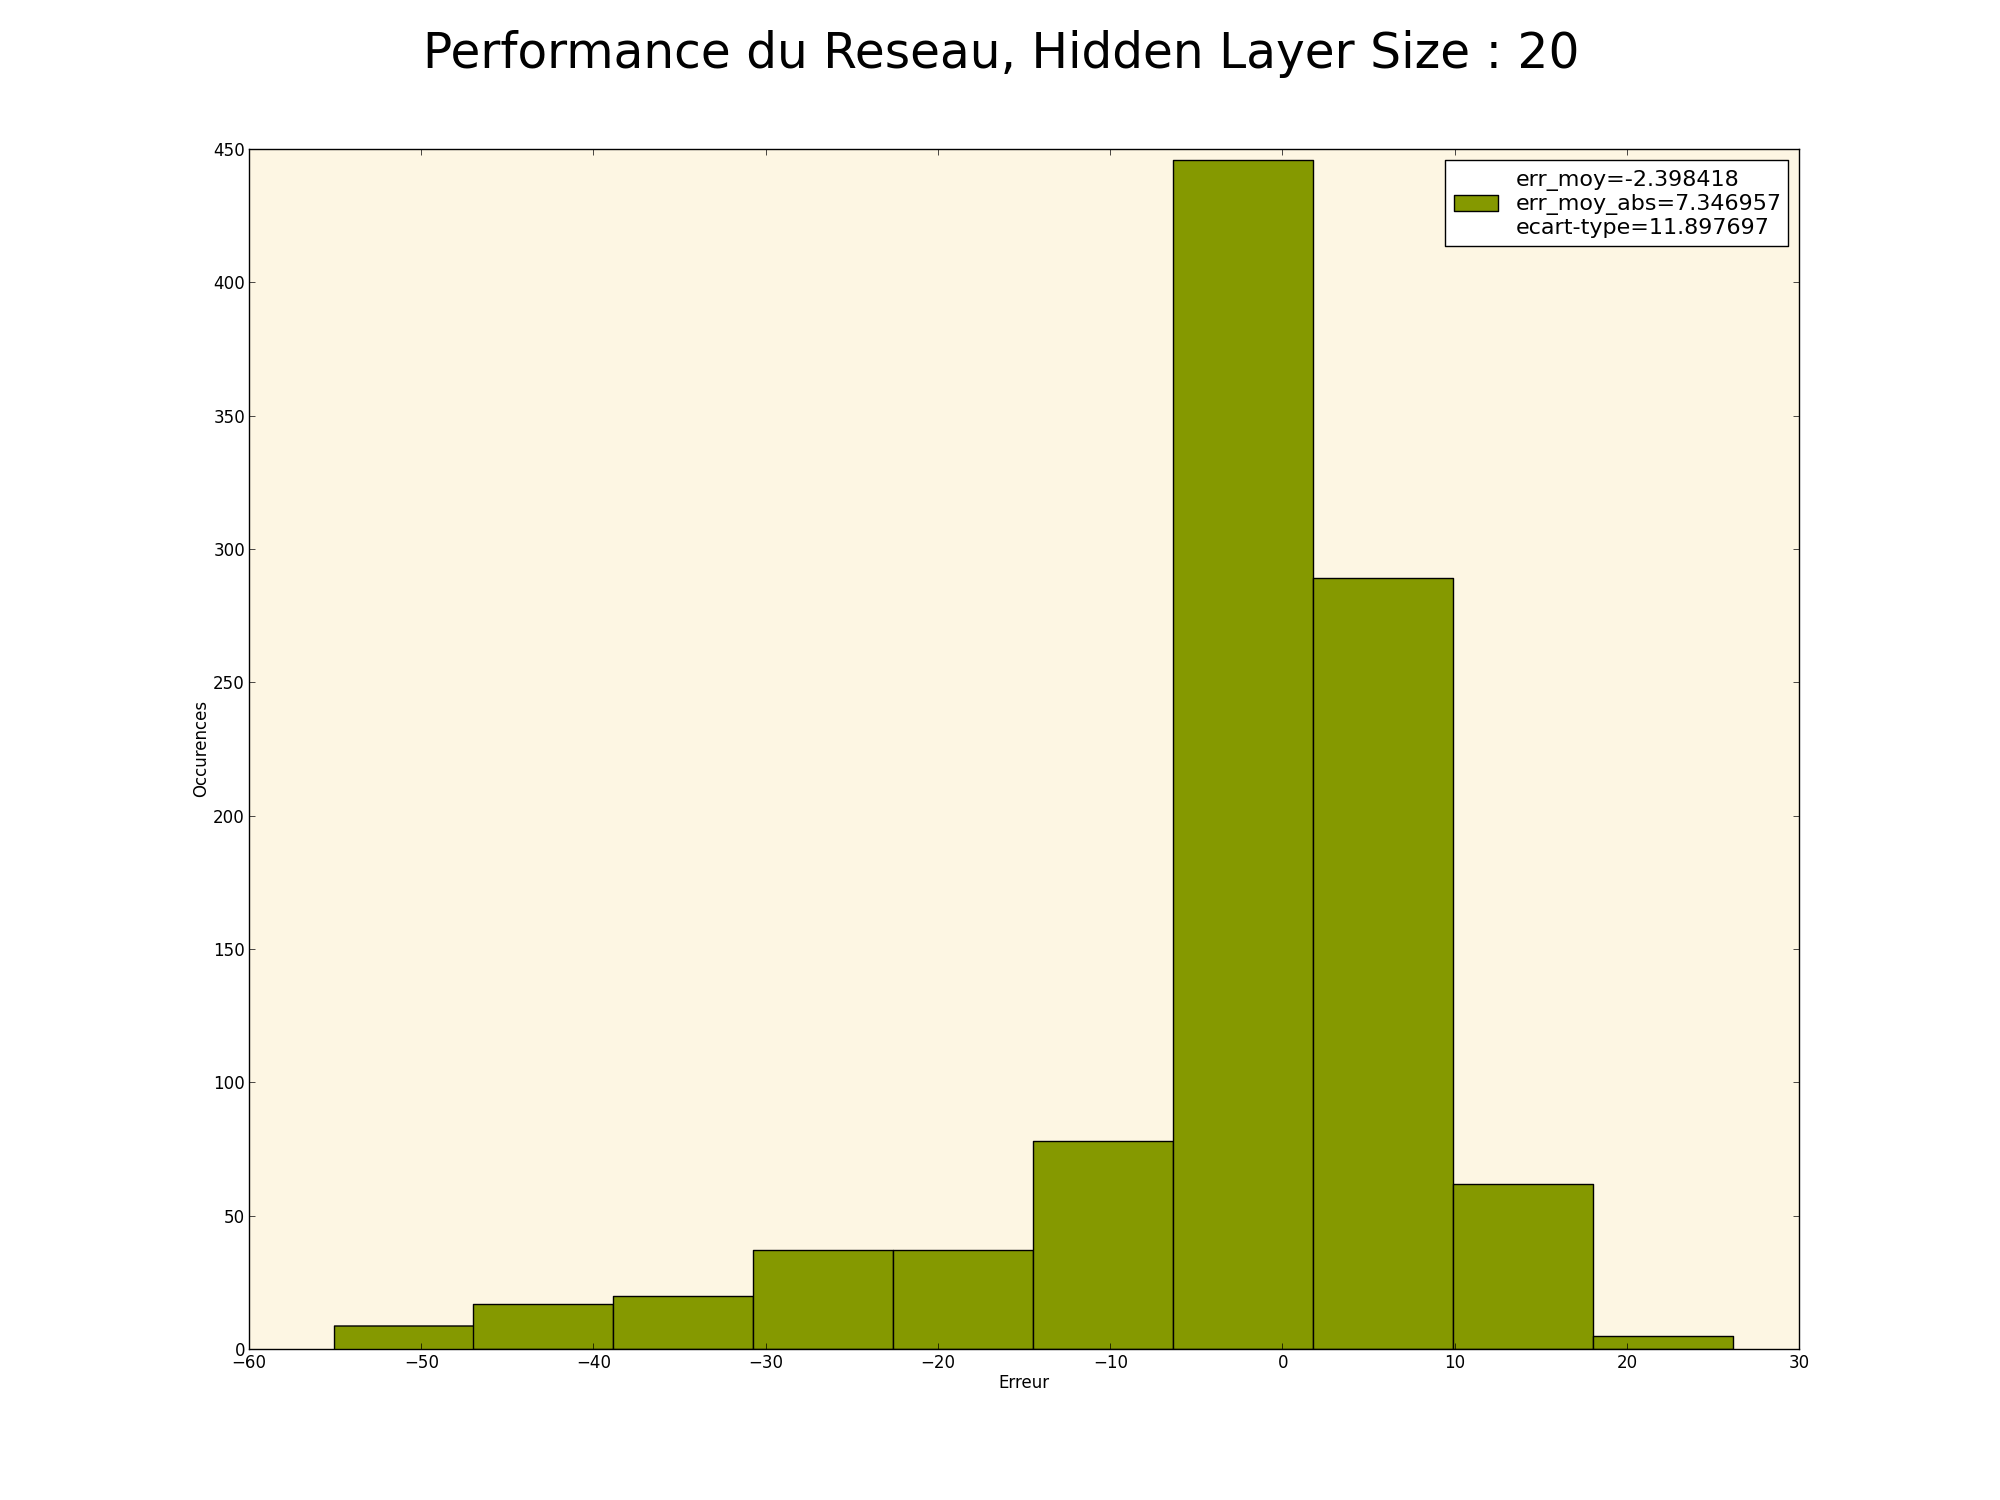 Performance du Reseau, Hidden Layer Size : 20
450
400
350
300
250
200
150
100
50
0
Occurences
err_moy=-2.398418
err_moy_abs=7.346957
ecart-type=11.897697
−60 −50 −40 −30 −20 −10 0 10 20 30
Erreur